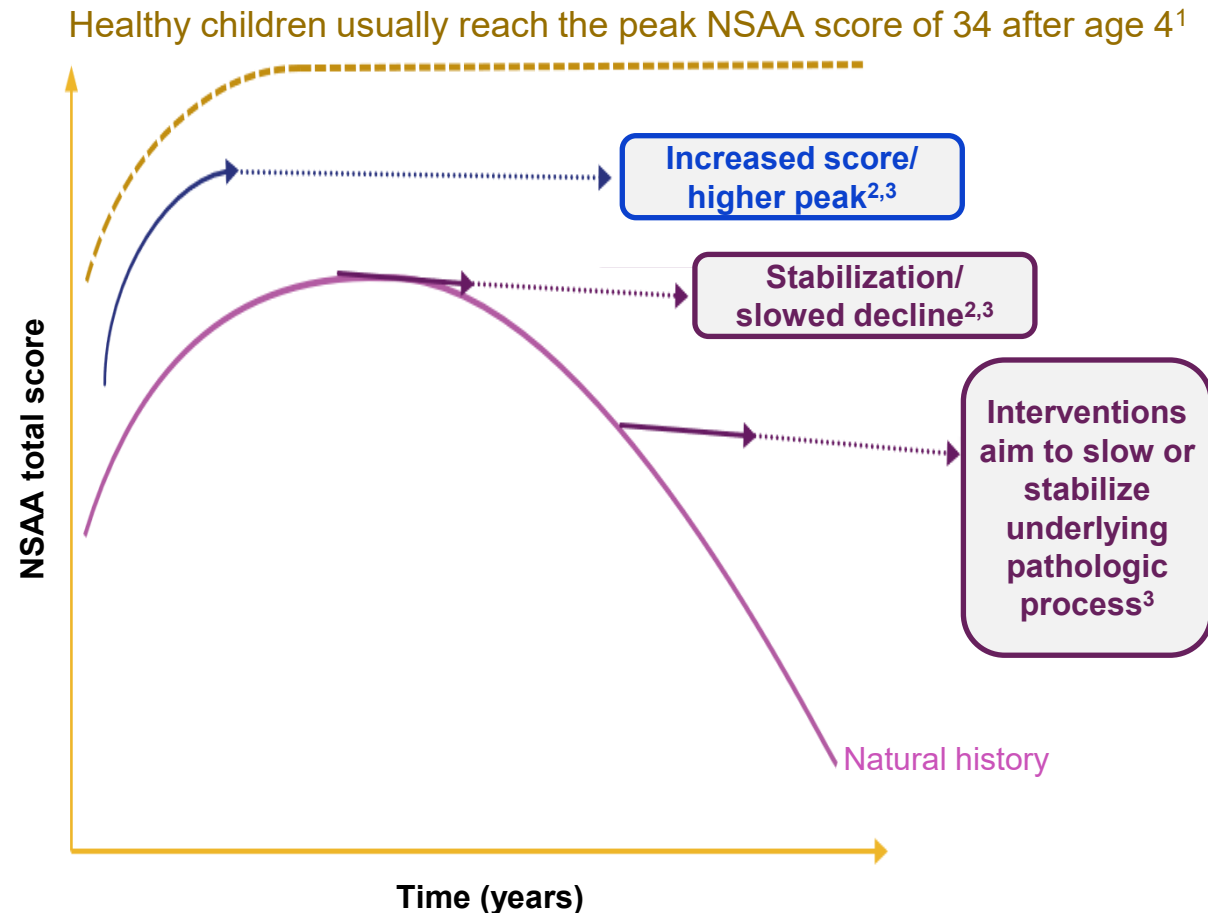 Healthy children usually reach the peak NSAA score of 34 after age 4¹
Increased score/
higher peak²,³
Stabilization/
slowed decline²,³
Interventions
aim to slow or
stabilize
underlying
pathologic
process³
NSAA total score
Natural history
Time (years)